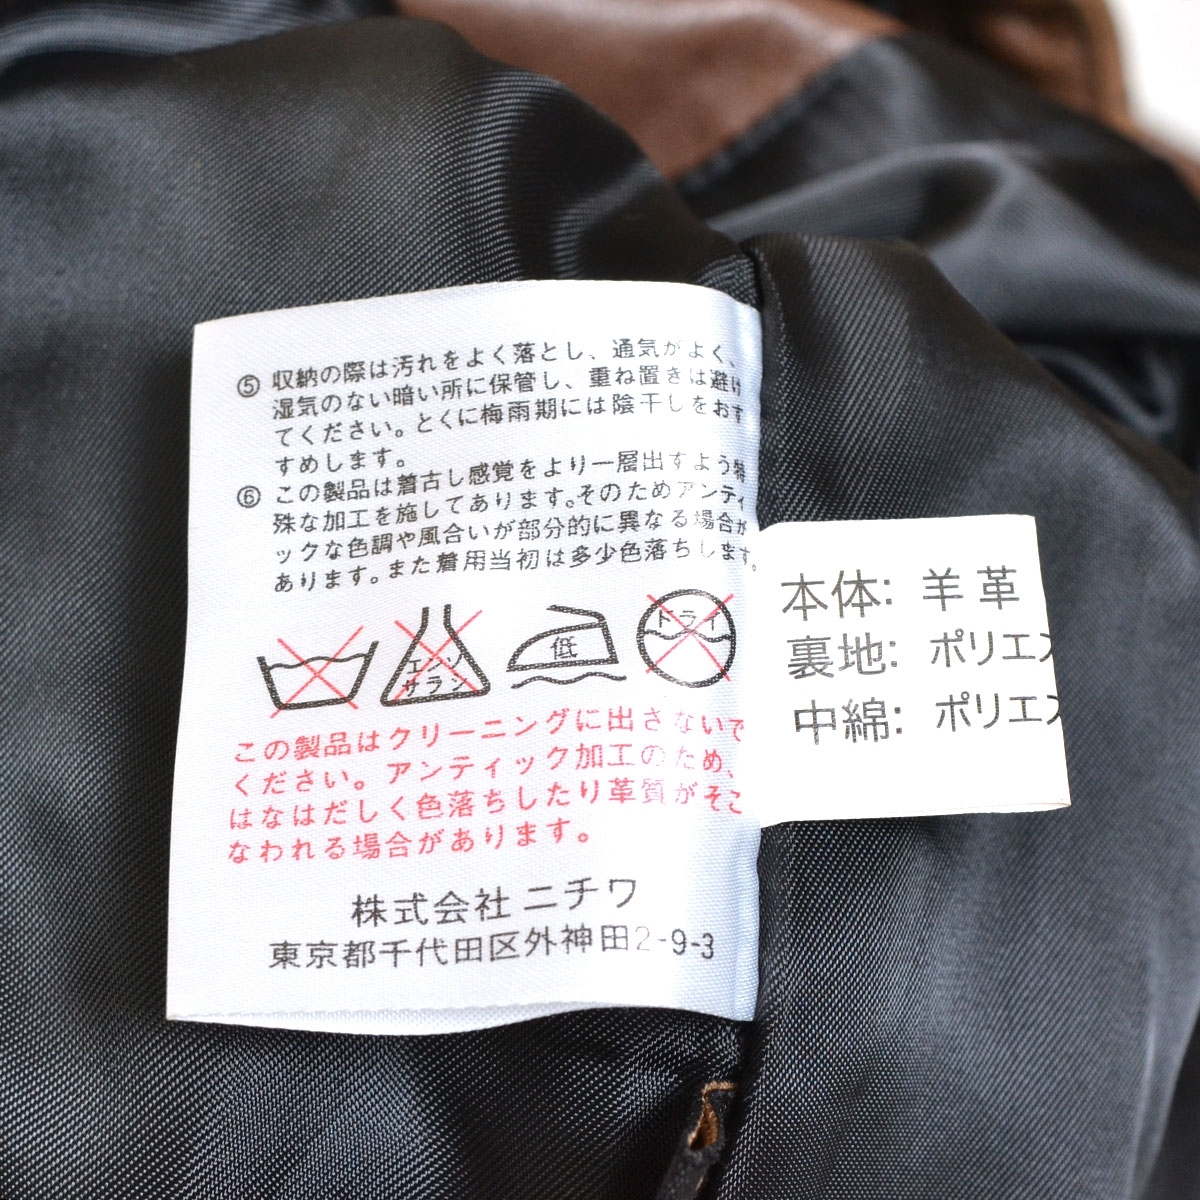 ⑤ 収納の際は汚れをよく落とし、通気がよく、
湿気のない暗い所に保管し、重ね置きは避け
てください。とくに梅雨期には陰干しをおす
すめします。
⑥ この製品は着古し感覚をより一層出すよう特
殊な加工を施してあります。そのためアンティ
ックな色調や風合いが部分的に異なる場合が
あります。また着用当初は多少色落ちします。
エンソ
サラシ
低
ドライ
この製品はクリーニングに出さないで
ください。アンティック加工のため、
はなはだしく色落ちしたり革質がそこ
なわれる場合があります。
株式会社ニチワ
東京都千代田区外神田2-9-3
本体: 羊革
裏地: ポリエス
中綿: ポリエス